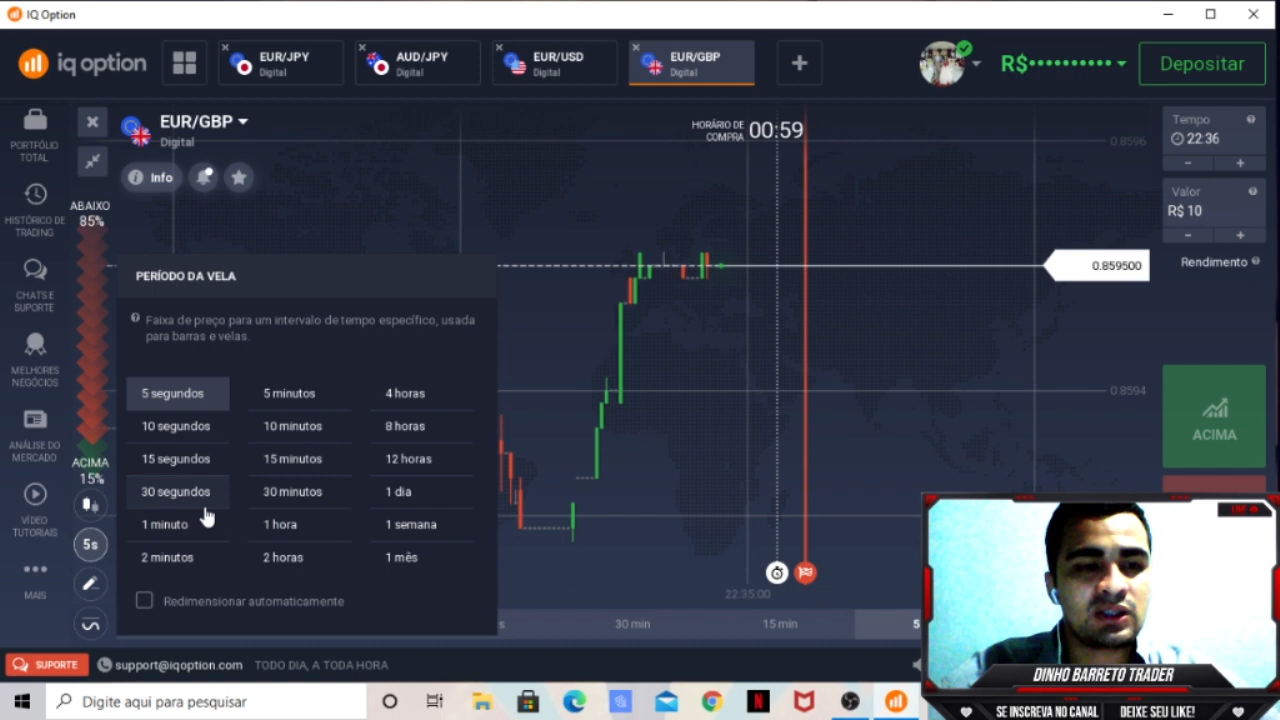 IQ Option
iq option
EUR/JPY
Digital
AUD/JPY
Digital
EUR/USD
Digital
EUR/GBP
Digital
R$••••••••••
Depositar
PORTFÓLIO
TOTAL
HISTÓRICO DE
TRADING
CHATS E
SUPORTE
MELHORES
NEGÓCIOS
ANÁLISE DO
MERCADO
VÍDEO
TUTORIAIS
MAIS
EUR/GBP
Digital
Info
ABAIXO
85%
ACIMA
15%
5s
HORÁRIO DE
COMPRA
00:59
0.8596
0.859500
0.8594
22:35:00
PERÍODO DA VELA
Faixa de preço para um intervalo de tempo específico, usada
para barras e velas.
5 segundos
5 minutos
4 horas
10 segundos
10 minutos
8 horas
15 segundos
15 minutos
12 horas
30 segundos
30 minutos
1 dia
1 minuto
1 hora
1 semana
2 minutos
2 horas
1 mês
Redimensionar automaticamente
30 min
15 min
5
Tempo
22:36
-
+
Valor
R$ 10
-
+
Rendimento
ACIMA
DINHO BARRETO TRADER
SE INSCREVA NO CANAL
DEIXE SEU LIKE!
SUPORTE
support@iqoption.com
TODO DIA, A TODA HORA
Digite aqui para pesquisar